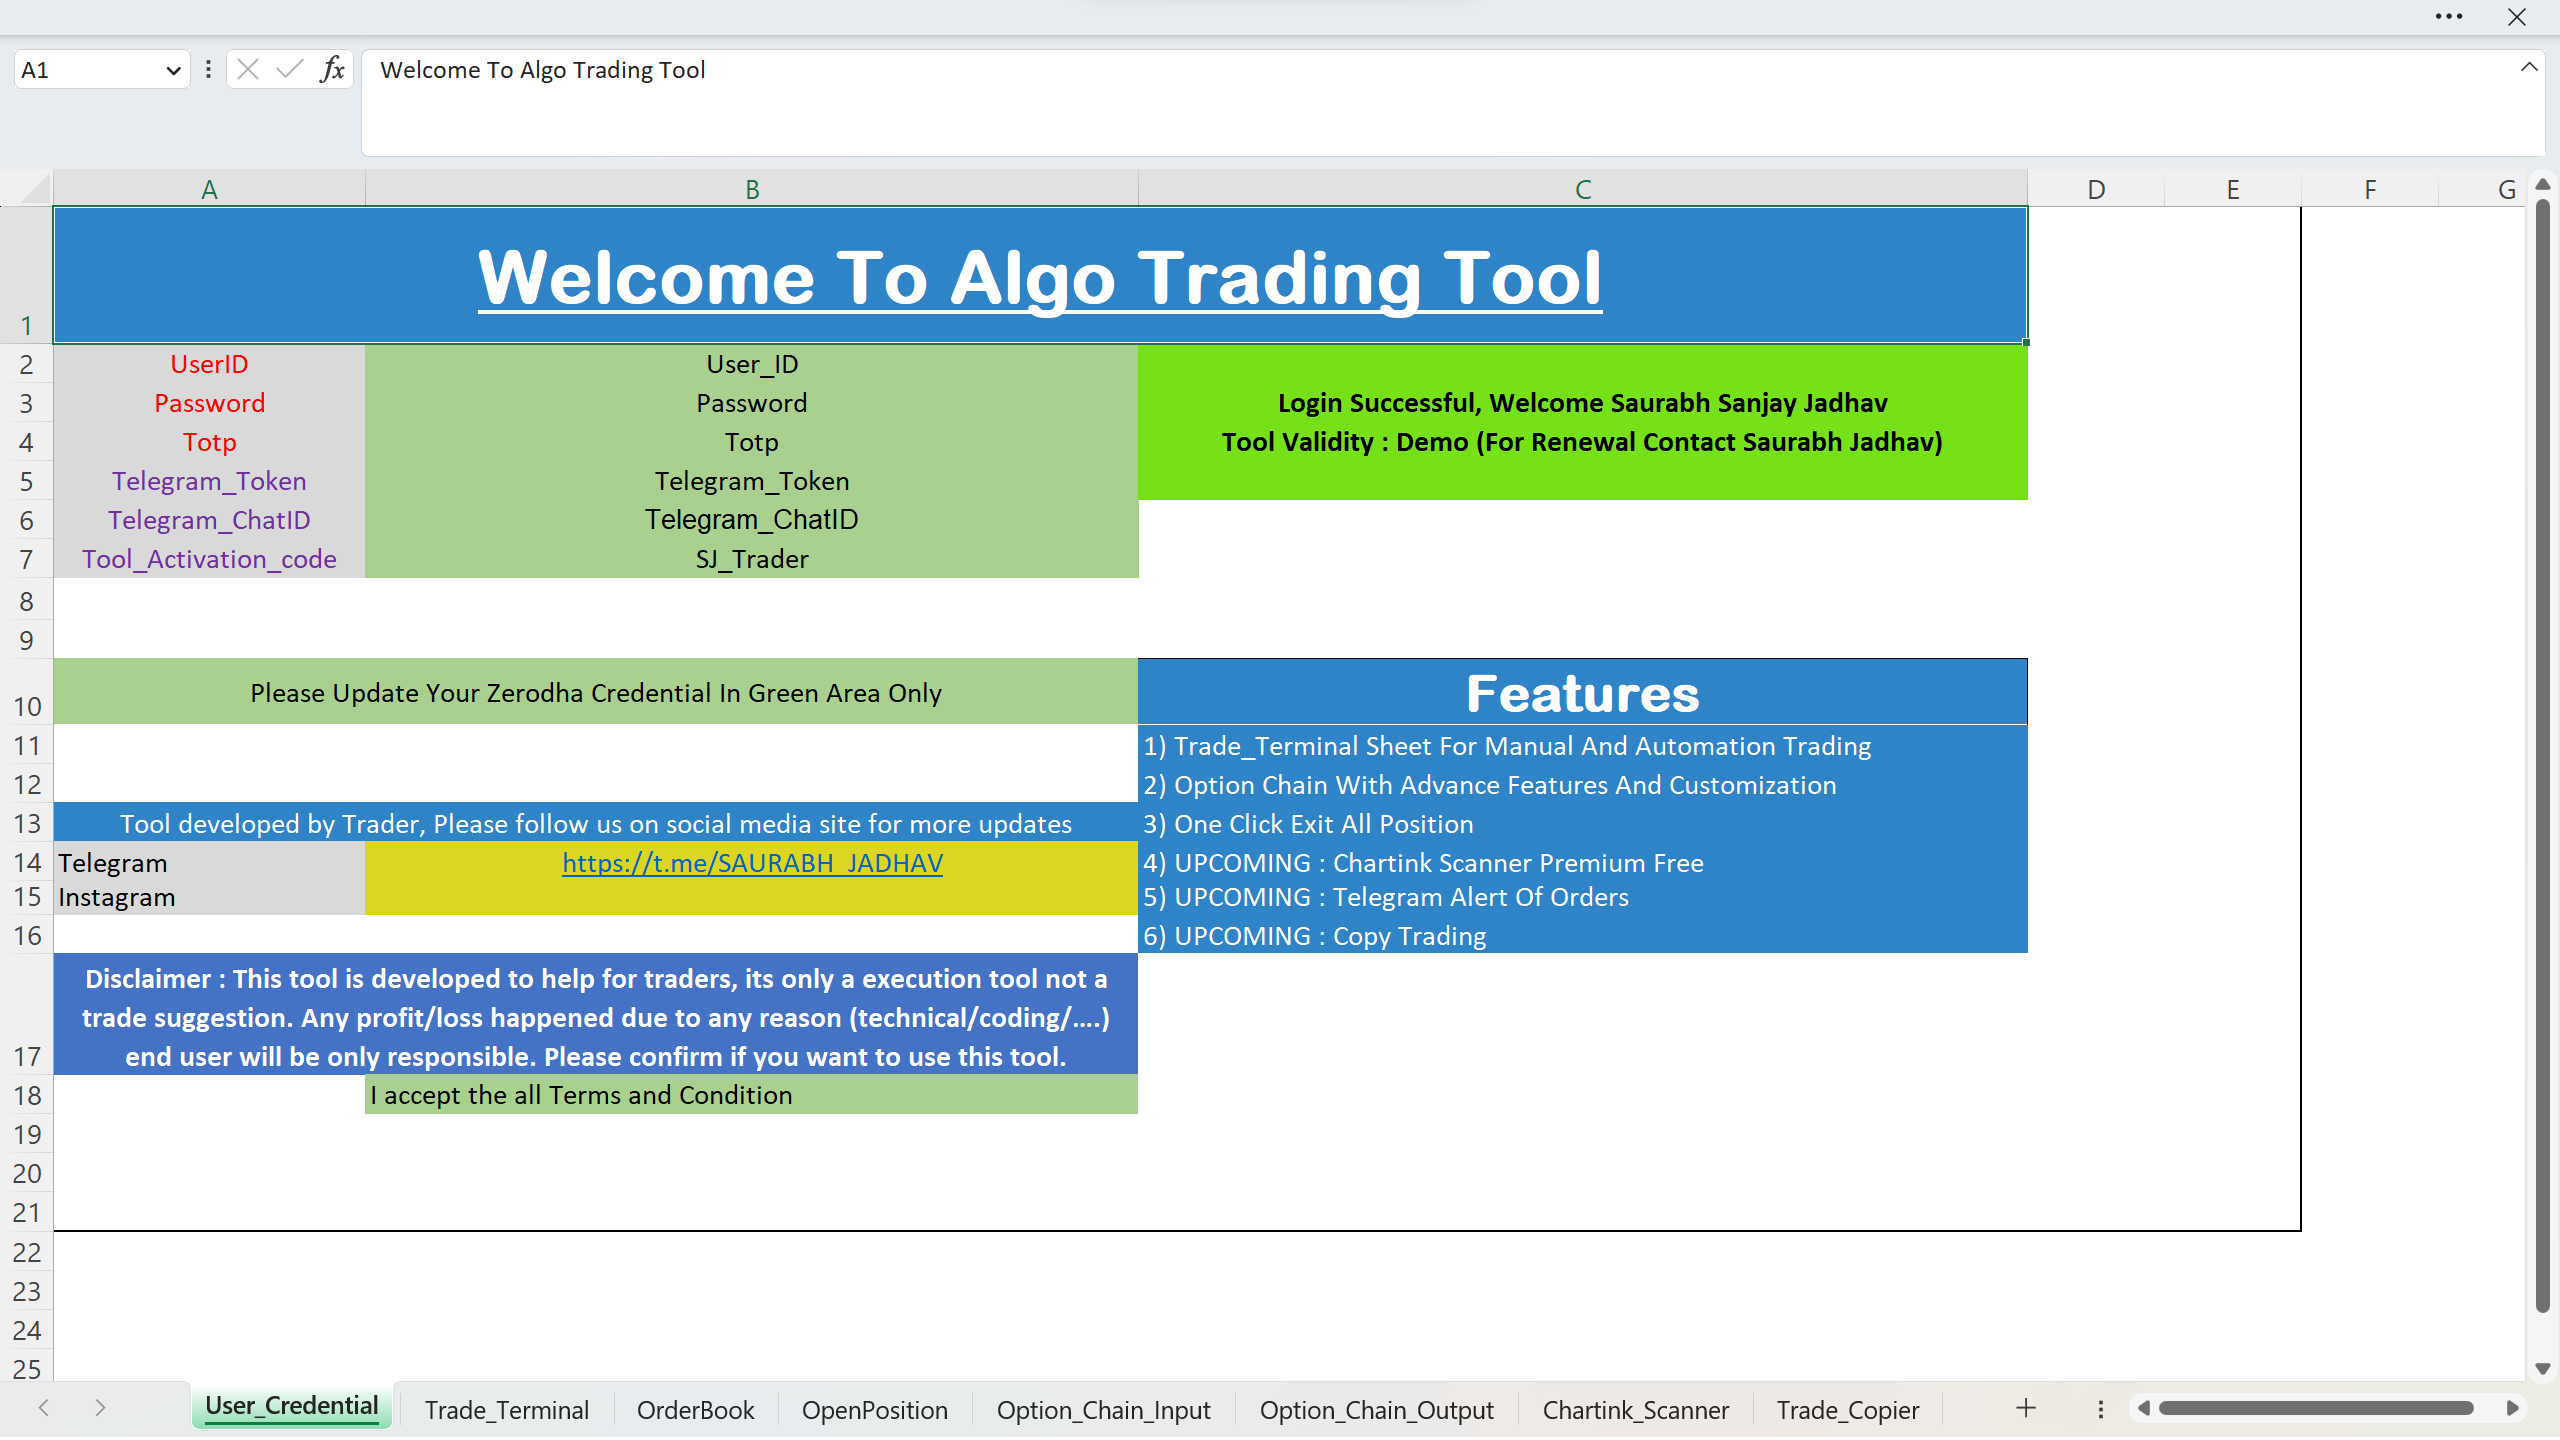 A1
fx
Welcome To Algo Trading Tool
A B C D E F G
1 Welcome To Algo Trading Tool
2 UserID User_ID
3 Password Password Login Successful, Welcome Saurabh Sanjay Jadhav
4 Totp Totp Tool Validity : Demo (For Renewal Contact Saurabh Jadhav)
5 Telegram_Token Telegram_Token
6 Telegram_ChatID Telegram_ChatID
7 Tool_Activation_code SJ_Trader
8
9
10 Please Update Your Zerodha Credential In Green Area Only Features
11 1) Trade_Terminal Sheet For Manual And Automation Trading
12 2) Option Chain With Advance Features And Customization
13 Tool developed by Trader, Please follow us on social media site for more updates 3) One Click Exit All Position
14 Telegram https://t.me/SAURABH_JADHAV 4) UPCOMING : Chartink Scanner Premium Free
15 Instagram 5) UPCOMING : Telegram Alert Of Orders
16 6) UPCOMING : Copy Trading
Disclaimer : This tool is developed to help for traders, its only a execution tool not a
trade suggestion. Any profit/loss happened due to any reason (technical/coding/....)
17 end user will be only responsible. Please confirm if you want to use this tool.
18 I accept the all Terms and Condition
19
20
21
22
23
24
25
User_Credential Trade_Terminal OrderBook OpenPosition Option_Chain_Input Option_Chain_Output Chartink_Scanner Trade_Copier